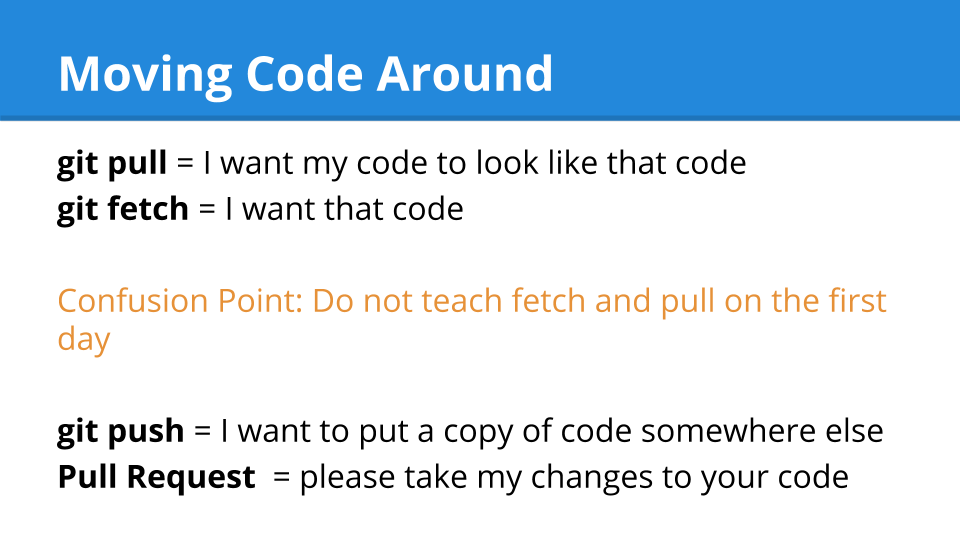 Moving Code Around
git pull = I want my code to look like that code
git fetch = I want that code
Confusion Point: Do not teach fetch and pull on the first
day
git push = I want to put a copy of code somewhere else
Pull Request  = please take my changes to your code